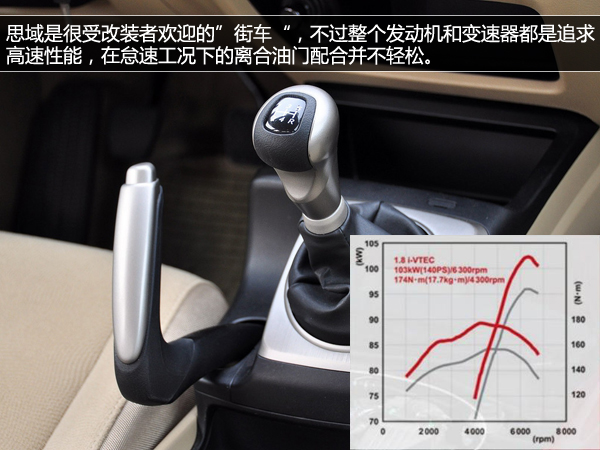 思域是很受改装者欢迎的”街车“，不过整个发动机和变速器都是追求
高速性能，在怠速工况下的离合油门配合并不轻松。
4 R
105
(kW)
100
95
90
85
80
75
70
1.8 i-VTEC
103kW(140PS)/6300rpm
174N·m(17.7kg·m)/4300rpm
(N·m)
180
160
150
140
120
0 2000 4000 6000 8000
(rpm)